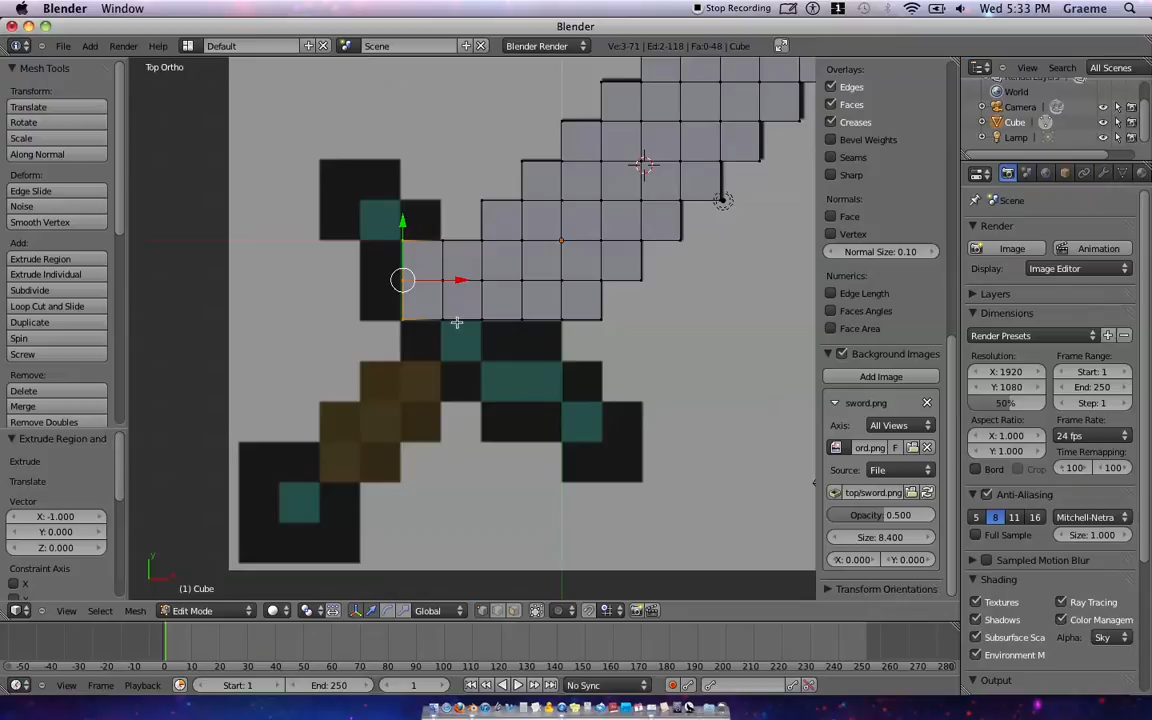 Blender Window Stop Recording 1 Wed 5:33 PM Graeme
Blender
File Add Render Help Default Scene Blender Render Ve:3-71 | Ed:2-118 | Fa:0-48 | Cube
View Search All Scenes
Mesh Tools
Transform:
Translate
Rotate
Scale
Along Normal
Deform:
Edge Slide
Noise
Smooth Vertex
Add:
Extrude Region
Extrude Individual
Subdivide
Loop Cut and Slide
Duplicate
Spin
Screw
Remove:
Delete
Merge
Remove Doubles
Extrude Region and
Extrude
Translate
Vector
X: -1.000
Y: 0.000
Z: 0.000
Constraint Axis
X
Top Ortho
(1) Cube
Overlays:
Edges
Faces
Creases
Bevel Weights
Seams
Sharp
Normals:
Face
Vertex
Normal Size: 0.10
Numerics:
Edge Length
Faces Angles
Face Area
Background Images
Add Image
sword.png
Axis: All Views
ord.png F
Source: File
top/sword.png
Opacity: 0.500
Size: 8.400
X: 0.000 Y: 0.000
Transform Orientations
World
Camera
Cube
Lamp
Scene
Render
Image Animation
Display: Image Editor
Layers
Dimensions
Render Presets
Resolution: Frame Range:
X: 1920 Start: 1
Y: 1080 End: 250
50% Step: 1
Aspect Ratio: Frame Rate:
X: 1.000 24 fps
Y: 1.000 Time Remapping:
Bord Crop 100 100
Anti-Aliasing
5 8 11 16 Mitchell-Netra
Full Sample Size: 1.000
Sampled Motion Blur
Shading
Textures Ray Tracing
Shadows Color Managem
Subsurface Sca Alpha: Sky
Environment M
Output
View Select Mesh Edit Mode Global
-50 -40 -30 -20 -10 0 10 20 30 40 50 60 70 80 90 100 110 120 130 140 150 160 170 180 190 200 210 220 230 240 250 260 270 280
View Frame Playback Start: 1 End: 250 1 No Sync